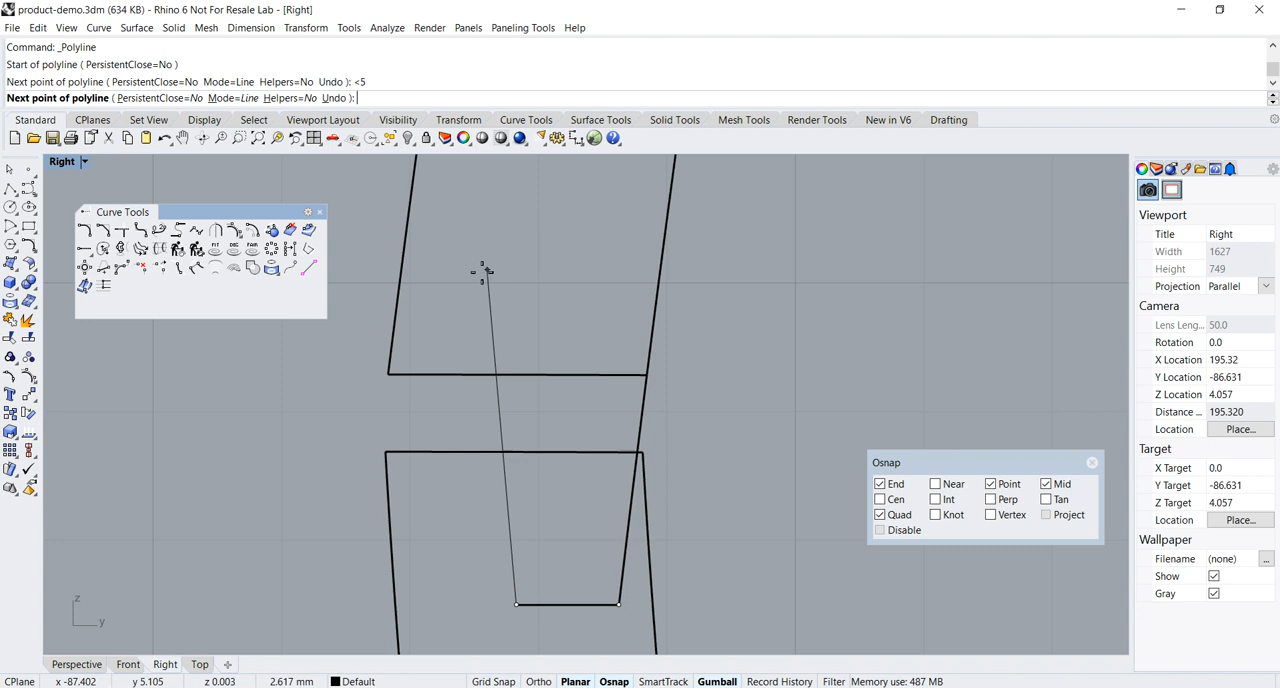 product-demo.3dm (634 KB) - Rhino 6 Not For Resale Lab - [Right]
File Edit View Curve Surface Solid Mesh Dimension Transform Tools Analyze Render Panels Paneling Tools Help
Command: _Polyline
Start of polyline ( PersistentClose=No )
Next point of polyline ( PersistentClose=No Mode=Line Helpers=No Undo ): <5
Next point of polyline ( PersistentClose=No Mode=Line Helpers=No Undo ):
Standard CPlanes Set View Display Select Viewport Layout Visibility Transform Curve Tools Surface Tools Solid Tools Mesh Tools Render Tools New in V6 Drafting
Right
Curve Tools
Viewport
Title Right
Width 1627
Height 749
Projection Parallel
Camera
Lens Leng... 50.0
Rotation 0.0
X Location 195.32
Y Location -86.631
Z Location 4.057
Distance ... 195.320
Location Place...
Target
X Target 0.0
Y Target -86.631
Z Target 4.057
Location Place...
Wallpaper
Filename (none) ...
Show
Gray
Osnap
End Near Point Mid
Cen Int Perp Tan
Quad Knot Vertex Project
Disable
z
y
Perspective Front Right Top
CPlane x -87.402 y 5.105 z 0.003 2.617 mm Default Grid Snap Ortho Planar Osnap SmartTrack Gumball Record History Filter Memory use: 487 MB